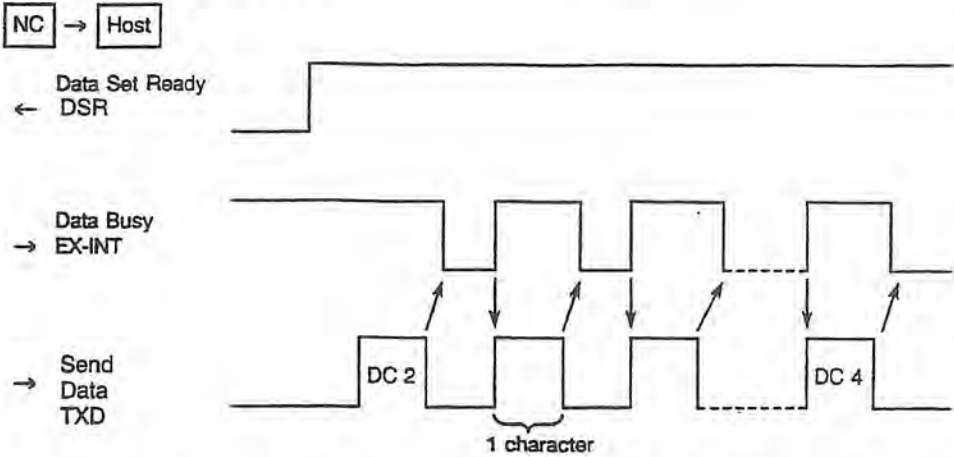 NC → Host
Data Set Ready
← DSR
Data Busy
→ EX-INT
Send
→ Data
TXD
DC 2
DC 4
1 character